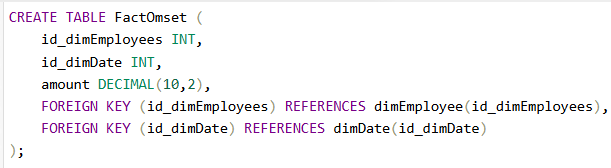 CREATE TABLE FactOmset (
id_dimEmployees INT,
id_dimDate INT,
amount DECIMAL(10,2),
FOREIGN KEY (id_dimEmployees) REFERENCES dimEmployee(id_dimEmployees),
FOREIGN KEY (id_dimDate) REFERENCES dimDate(id_dimDate)
);